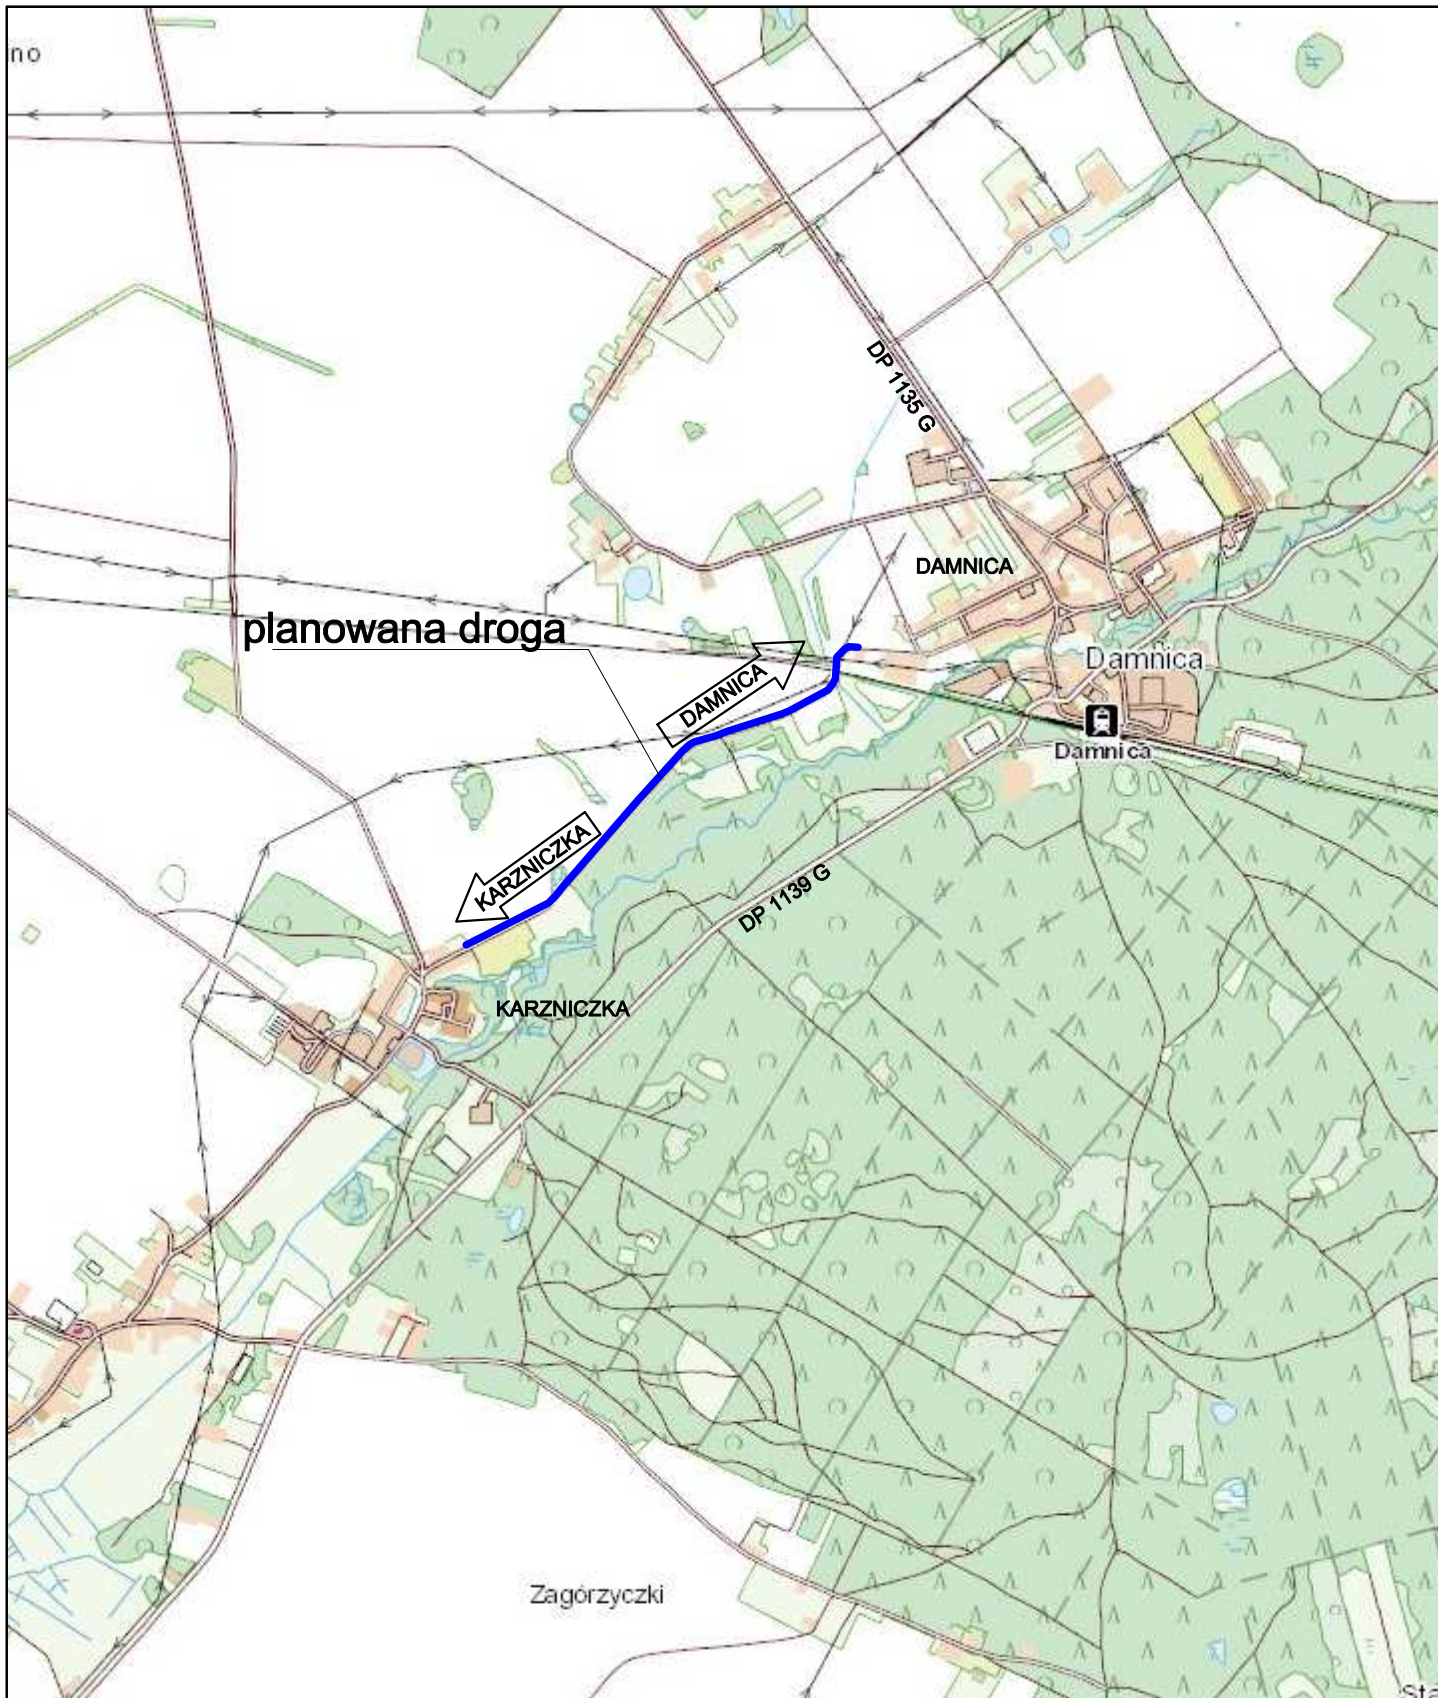 no
DP 1135 G
DAMNICA
planowana droga
Damnica
DAMNICA
Damnica
KARZNICZKA
DP 1139 G
KARZNICZKA
Zagórzyczki
Sta